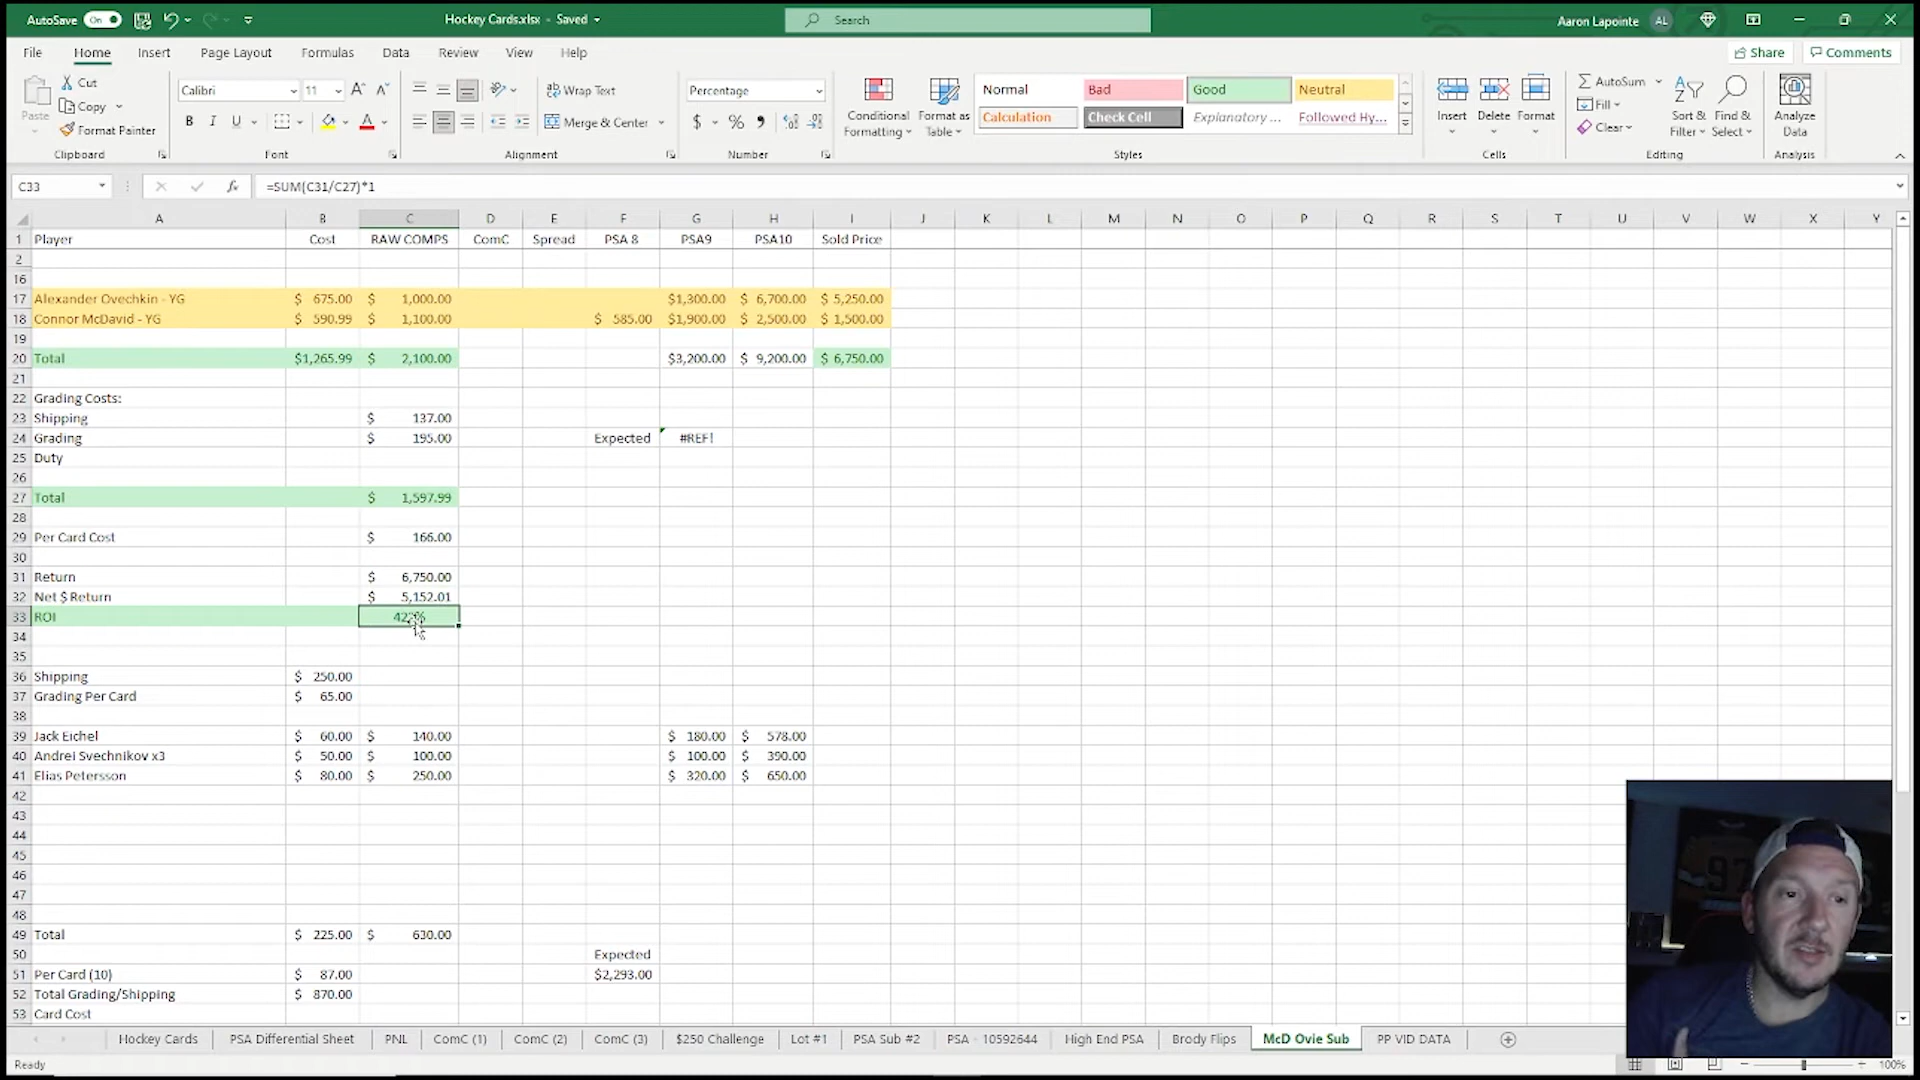 AutoSave On Hockey Cards.xlsx - Saved Search Aaron Lapointe AL
File Home Insert Page Layout Formulas Data Review View Help Share Comments
Paste Cut Copy Format Painter Clipboard
Calibri 11 B I U A Font
Wrap Text Merge & Center Alignment
Percentage $ % Number
Conditional Formatting Format as Table Normal Bad Good Neutral Calculation Check Cell Explanatory ... Followed Hy... Styles
Insert Delete Format Cells
AutoSum Fill Clear Sort & Filter Find & Select Editing
Analyze Data Analysis
C33 fx =SUM(C31/C27)*1
A B C D E F G H I J K L M N O P Q R S T U V W X Y
1 Player Cost RAW COMPS ComC Spread PSA 8 PSA9 PSA10 Sold Price
2
16
17 Alexander Ovechkin - YG $ 675.00 $ 1,000.00 $1,300.00 $ 6,700.00 $ 5,250.00
18 Connor McDavid - YG $ 590.99 $ 1,100.00 $ 585.00 $1,900.00 $ 2,500.00 $ 1,500.00
19
20 Total $1,265.99 $ 2,100.00 $3,200.00 $ 9,200.00 $ 6,750.00
21
22 Grading Costs:
23 Shipping $ 137.00
24 Grading $ 195.00 Expected #REF!
25 Duty
26
27 Total $ 1,597.99
28
29 Per Card Cost $ 166.00
30
31 Return $ 6,750.00
32 Net $ Return $ 5,152.01
33 ROI
34
35
36 Shipping $ 250.00
37 Grading Per Card $ 65.00
38
39 Jack Eichel $ 60.00 $ 140.00 $ 180.00 $ 578.00
40 Andrei Svechnikov x3 $ 50.00 $ 100.00 $ 100.00 $ 390.00
41 Elias Petersson $ 80.00 $ 250.00 $ 320.00 $ 650.00
42
43
44
45
46
47
48
49 Total $ 225.00 $ 630.00
50 Expected
51 Per Card (10) $ 87.00 $2,293.00
52 Total Grading/Shipping $ 870.00
53 Card Cost
Hockey Cards PSA Differential Sheet PNL ComC (1) ComC (2) ComC (3) $250 Challenge Lot #1 PSA Sub #2 PSA - 10592644 High End PSA Brody Flips McD Ovie Sub PP VID DATA
Ready 100%